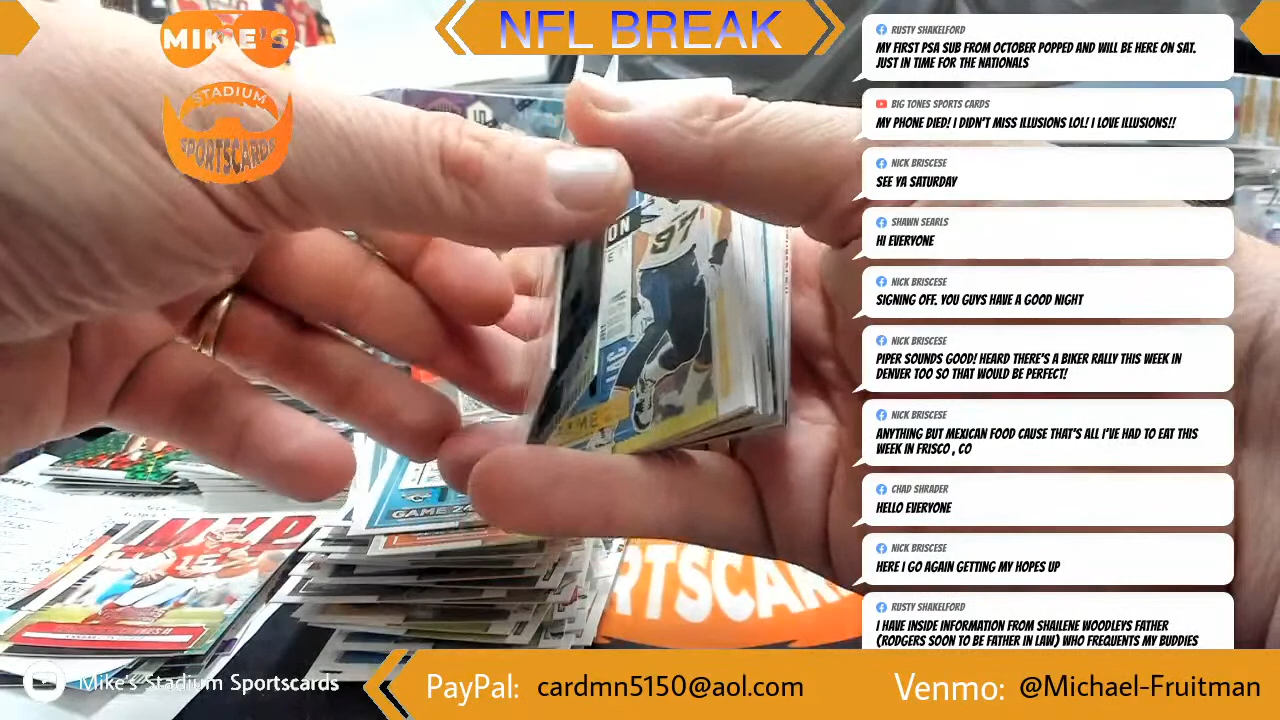 NFL BREAK
MIKE'S
STADIUM
SPORTSCARDS
ON
97
MVP
15
GAME 24
RTSCAR
RUSTY SHAKELFORD
MY FIRST PSA SUB FROM OCTOBER POPPED AND WILL BE HERE ON SAT.
JUST IN TIME FOR THE NATIONALS
BIG TONES SPORTS CARDS
MY PHONE DIED! I DIDN'T MISS ILLUSIONS LOL! I LOVE ILLUSIONS!!
NICK BRISCESE
SEE YA SATURDAY
SHAWN SEARLS
HI EVERYONE
NICK BRISCESE
SIGNING OFF. YOU GUYS HAVE A GOOD NIGHT
NICK BRISCESE
PIPER SOUNDS GOOD! HEARD THERE'S A BIKER RALLY THIS WEEK IN
DENVER TOO SO THAT WOULD BE PERFECT!
NICK BRISCESE
ANYTHING BUT MEXICAN FOOD CAUSE THAT'S ALL I'VE HAD TO EAT THIS
WEEK IN FRISCO , CO
CHAD SHRADER
HELLO EVERYONE
NICK BRISCESE
HERE I GO AGAIN GETTING MY HOPES UP
RUSTY SHAKELFORD
I HAVE INSIDE INFORMATION FROM SHAILENE WOODLEYS FATHER
(RODGERS SOON TO BE FATHER IN LAW) WHO FREQUENTS MY BUDDIES
Mike's Stadium Sportscards
PayPal: cardmn5150@aol.com
Venmo: @Michael-Fruitman